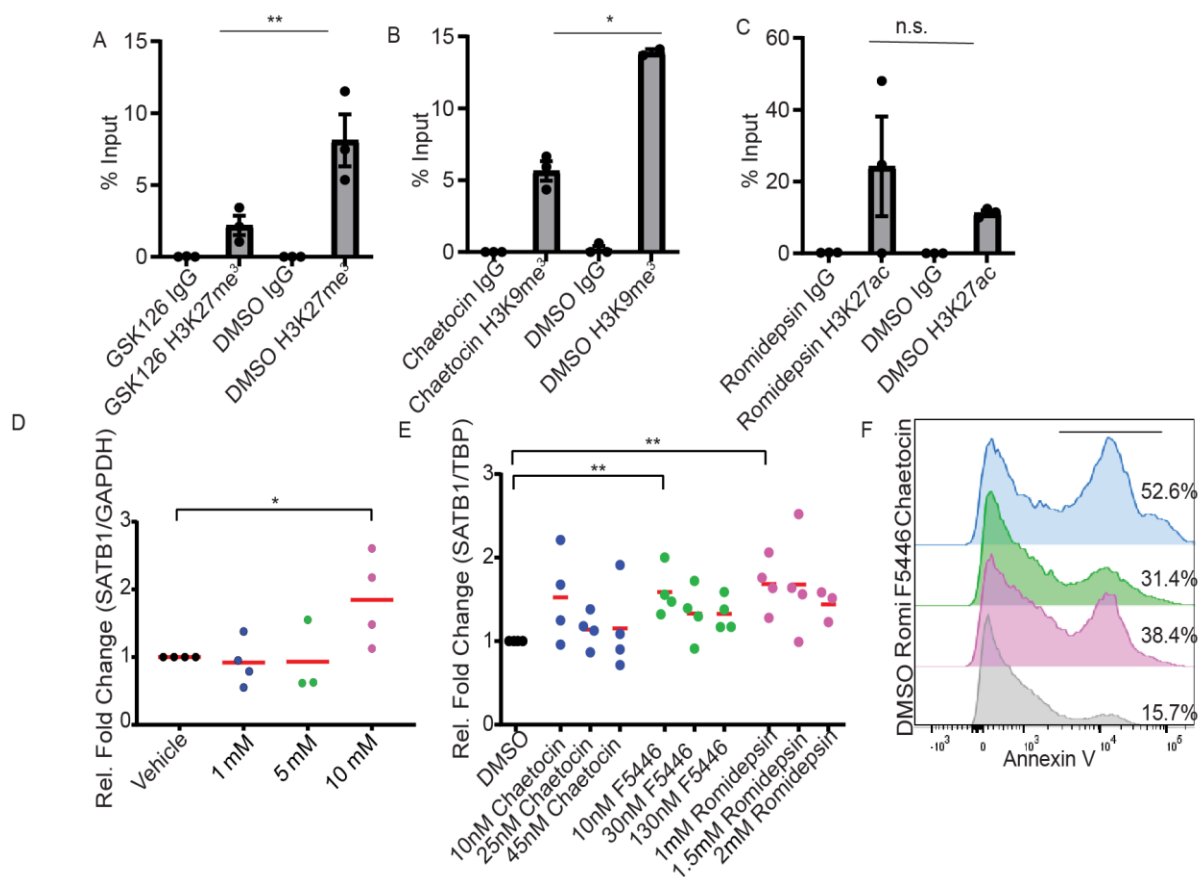 A
**
15
10
5
0
% Input
GSK126 IgG
GSK126 H3K27me³
DMSO IgG
DMSO H3K27me³
B
*
15
10
5
0
% Input
Chaetocin IgG
Chaetocin H3K9me³
DMSO IgG
DMSO H3K9me³
C
n.s.
60
40
20
0
% Input
Romidepsin IgG
Romidepsin H3K27ac
DMSO IgG
DMSO H3K27ac
D
*
3
2
1
0
Rel. Fold Change (SATB1/GAPDH)
Vehicle
1 mM
5 mM
10 mM
E
**
**
3
2
1
0
Rel. Fold Change (SATB1/TBP)
DMSO
10nM Chaetocin
25nM Chaetocin
45nM Chaetocin
10nM F5446
30nM F5446
130nM F5446
1mM Romidepsin
1.5mM Romidepsin
2mM Romidepsin
F
DMSO Romi F5446 Chaetocin
52.6%
31.4%
38.4%
15.7%
-10³ 0 10³ 10⁴ 10⁵
Annexin V